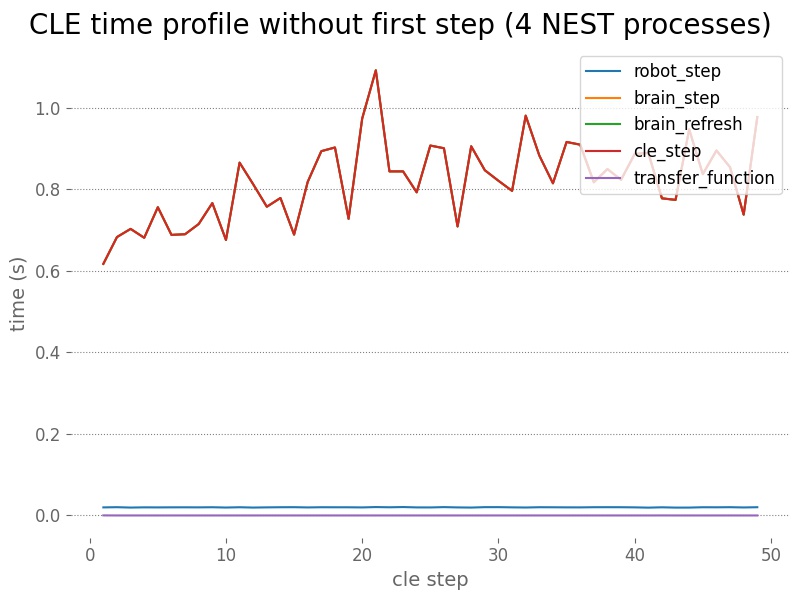 CLE time profile without first step (4 NEST processes)
robot_step
brain_step
brain_refresh
cle_step
transfer_function
1.0
0.8
0.6
0.4
0.2
0.0
time (s)
0 10 20 30 40 50
cle step